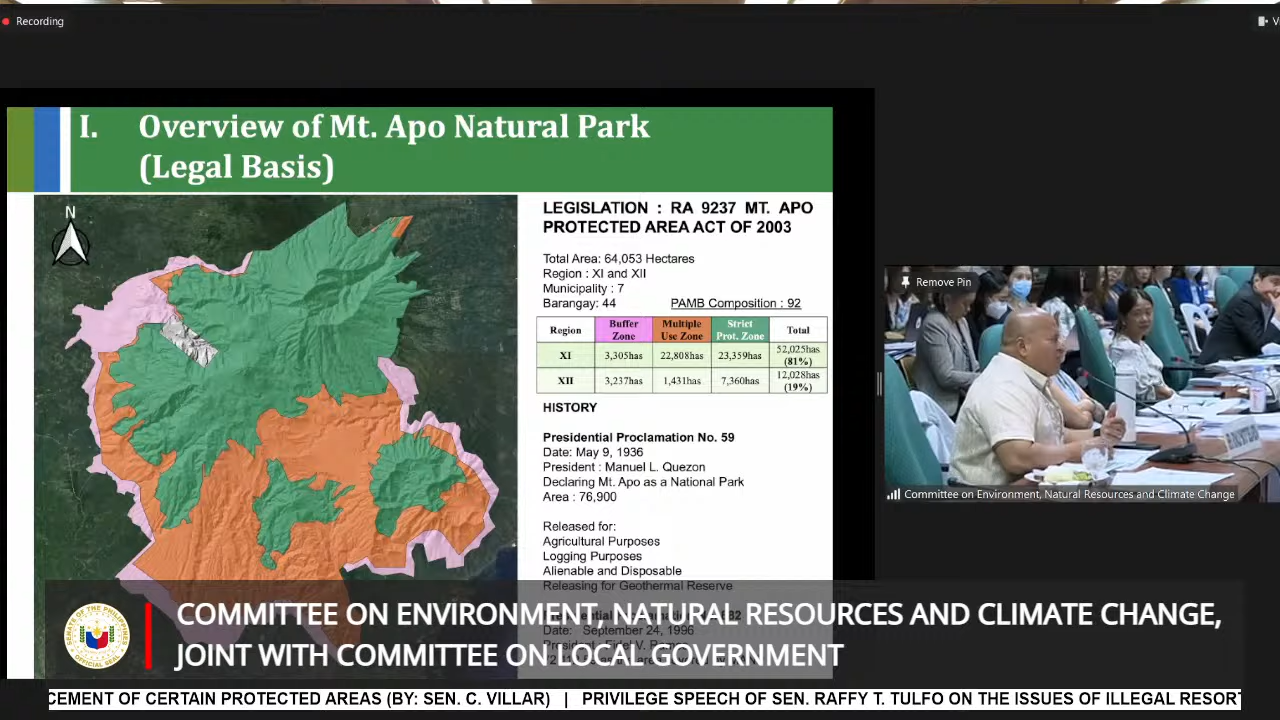 Recording
I. Overview of Mt. Apo Natural Park
(Legal Basis)
N
LEGISLATION : RA 9237 MT. APO
PROTECTED AREA ACT OF 2003
Total Area: 64,053 Hectares
Region : XI and XII
Municipality : 7
Barangay: 44 PAMB Composition : 92
Region Buffer Zone Multiple Use Zone Strict Prot. Zone Total
XI 3,305has 22,808has 23,359has 52,025has (81%)
XII 3,237has 1,431has 7,360has 12,028has (19%)
HISTORY
Presidential Proclamation No. 59
Date: May 9, 1936
President : Manuel L. Quezon
Declaring Mt. Apo as a National Park
Area : 76,900
Released for:
Agricultural Purposes
Logging Purposes
Alienable and Disposable
Releasing for Geothermal Reserve
Date: September 24, 1996
Remove Pin
Committee on Environment, Natural Resources and Climate Change
SENATE OF THE PHILIPPINES
OFFICIAL SEAL
COMMITTEE ON ENVIRONMENT, NATURAL RESOURCES AND CLIMATE CHANGE,
JOINT WITH COMMITTEE ON LOCAL GOVERNMENT
CEMENT OF CERTAIN PROTECTED AREAS (BY: SEN. C. VILLAR) | PRIVILEGE SPEECH OF SEN. RAFFY T. TULFO ON THE ISSUES OF ILLEGAL RESOR